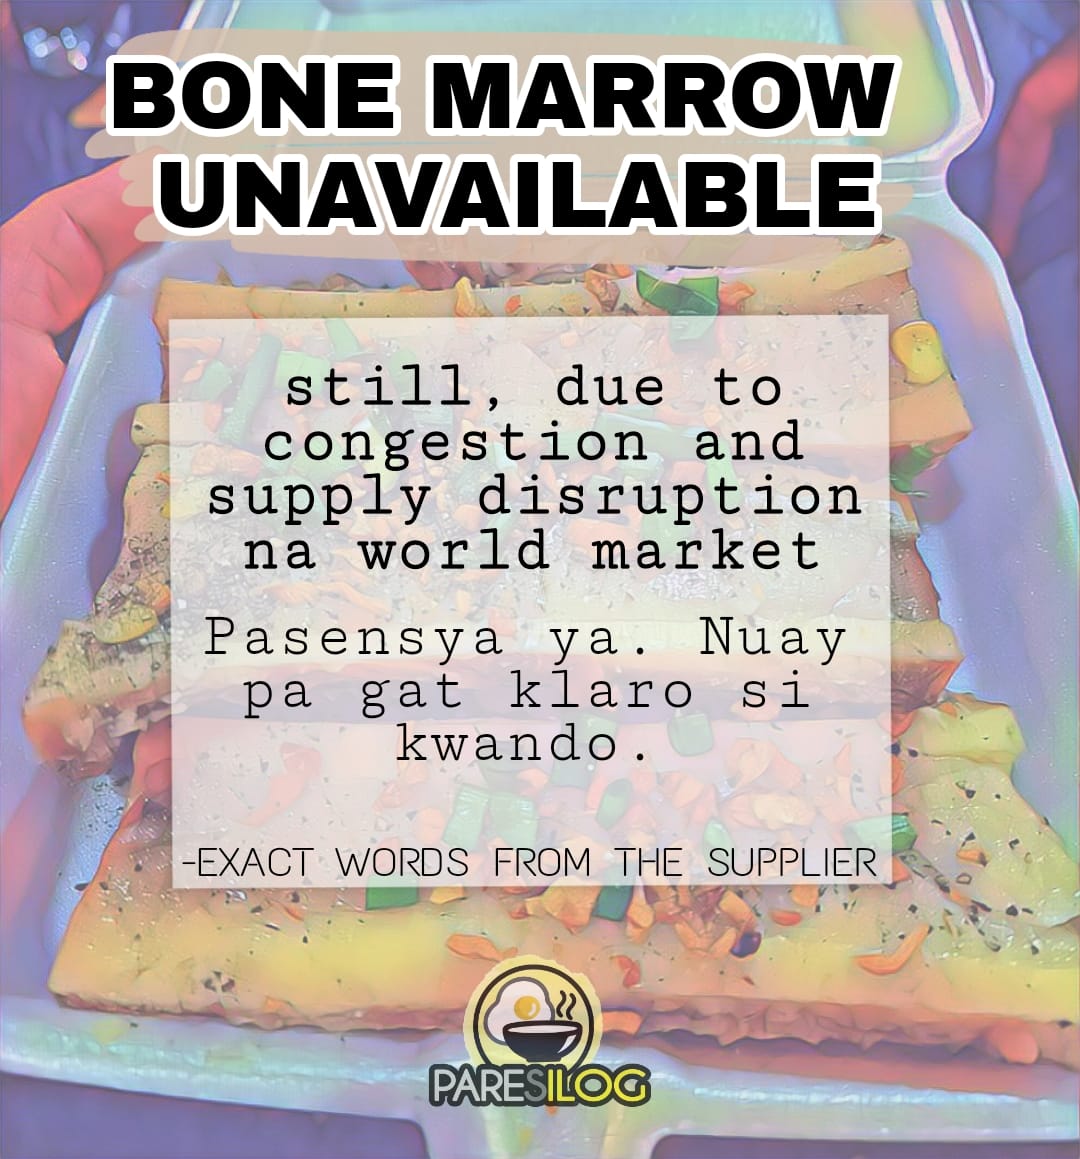 BONE MARROW
UNAVAILABLE
still, due to
congestion and
supply disruption
na world market
Pasensya ya. Nuay
pa gat klaro si
kwando.
-EXACT WORDS FROM THE SUPPLIER
PARESILOG